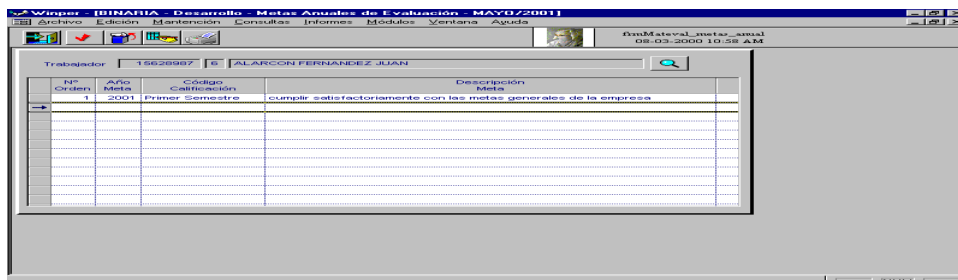 Winper - [BINARIA - Desarrollo - Metas Anuales de Evaluación - MAYO/2001]
Archivo Edición Mantención Consultas Informes Módulos Ventana Ayuda
frmMateval_metas_anual
08-03-2000 10:58 AM
Trabajador 15628987 6 ALARCON FERNANDEZ JUAN
Nº Orden Año Meta Código Calificación Descripción Meta
1 2001 Primer Semestre cumplir satisfactoriamente con las metas generales de la empresa